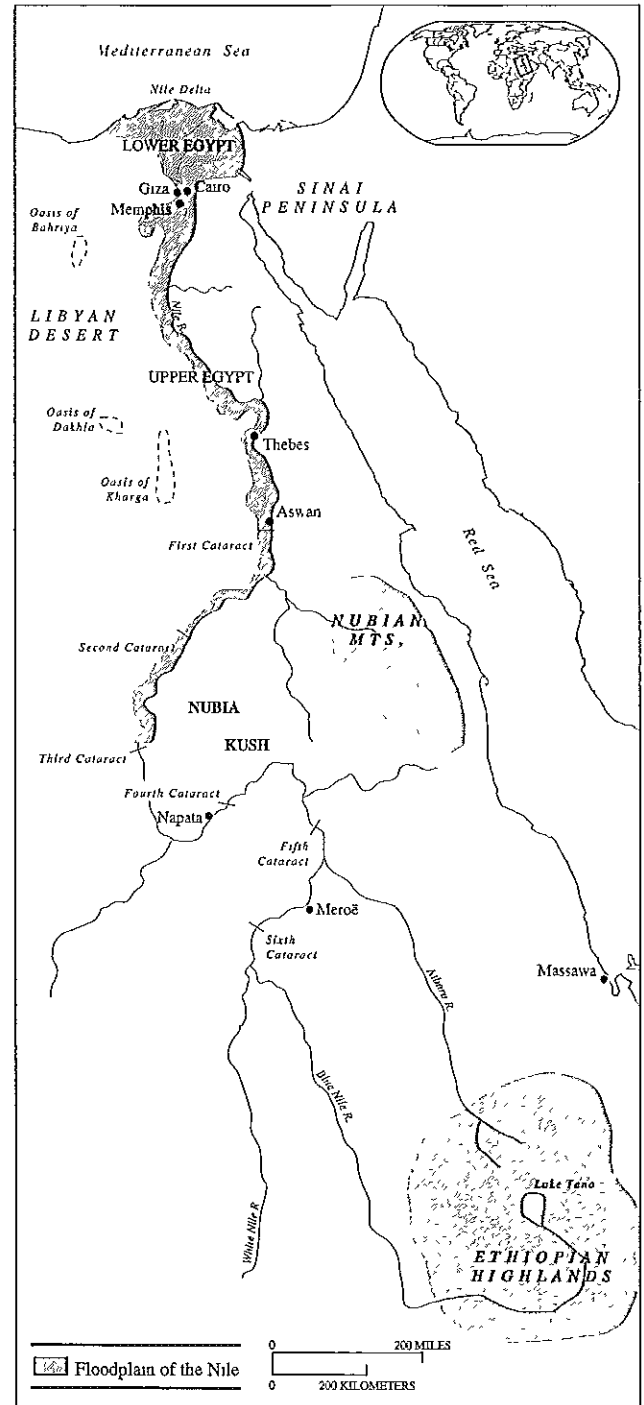 Mediterranean Sea
Nile Delta
LOWER EGYPT
Giza
Cairo
Memphis
SINAI
PENINSULA
Oasis of
Bahriya
LIBYAN
DESERT
Nile R.
UPPER EGYPT
Oasis of
Dakhla
Oasis of
Kharga
Thebes
Aswan
First Cataract
Red Sea
NUBIAN
MTS,
Second Cataract
NUBIA
KUSH
Third Cataract
Fourth Cataract
Napata
Fifth
Cataract
Meroë
Sixth
Cataract
Massawa
Atbara R.
Blue Nile R.
White Nile R
Lake Tana
ETHIOPIAN
HIGHLANDS
Floodplain of the Nile
0 200 MILES
0 200 KILOMETERS